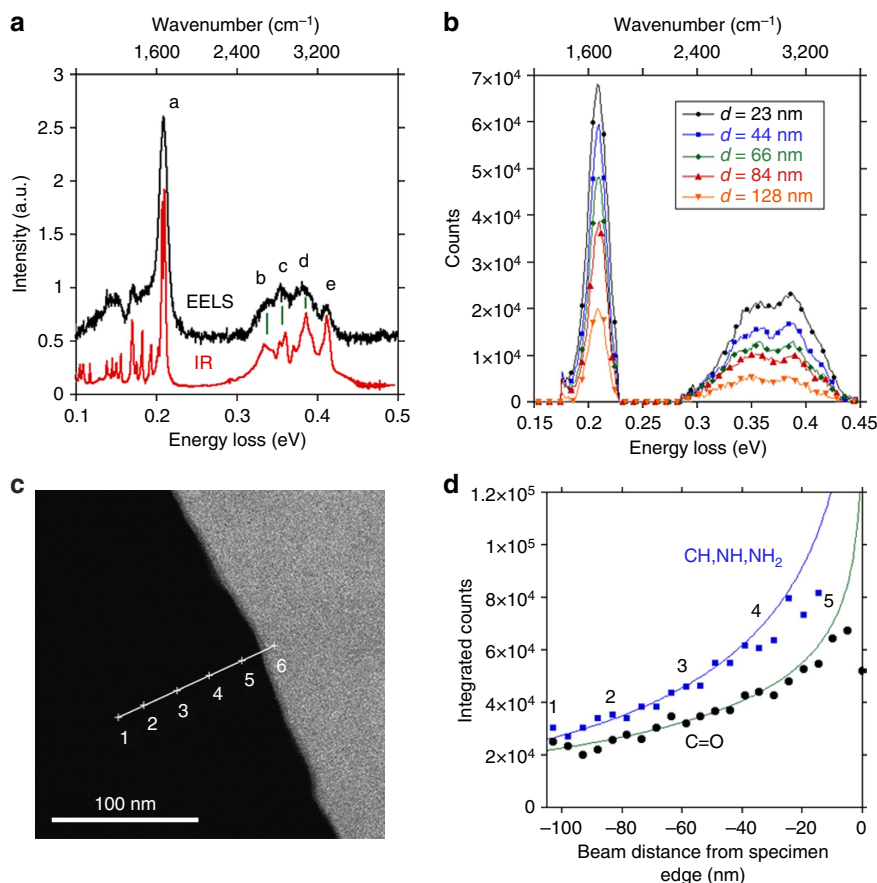 a
Wavenumber (cm⁻¹)
1,600 2,400 3,200
3
2.5
2
1.5
1
0.5
0
Intensity (a.u.)
a
b c d e
EELS
IR
0.1 0.2 0.3 0.4 0.5
Energy loss (eV)
b
Wavenumber (cm⁻¹)
1,600 2,400 3,200
7×10⁴
6×10⁴
5×10⁴
4×10⁴
3×10⁴
2×10⁴
1×10⁴
0
Counts
d = 23 nm
d = 44 nm
d = 66 nm
d = 84 nm
d = 128 nm
0.15 0.2 0.25 0.3 0.35 0.4 0.45
Energy loss (eV)
c
1 2 3 4 5 6
100 nm
d
1.2×10⁵
1×10⁵
8×10⁴
6×10⁴
4×10⁴
2×10⁴
0
Integrated counts
CH,NH,NH₂
1 2 3 4 5
C=O
–100 –80 –60 –40 –20 0
Beam distance from specimen
edge (nm)